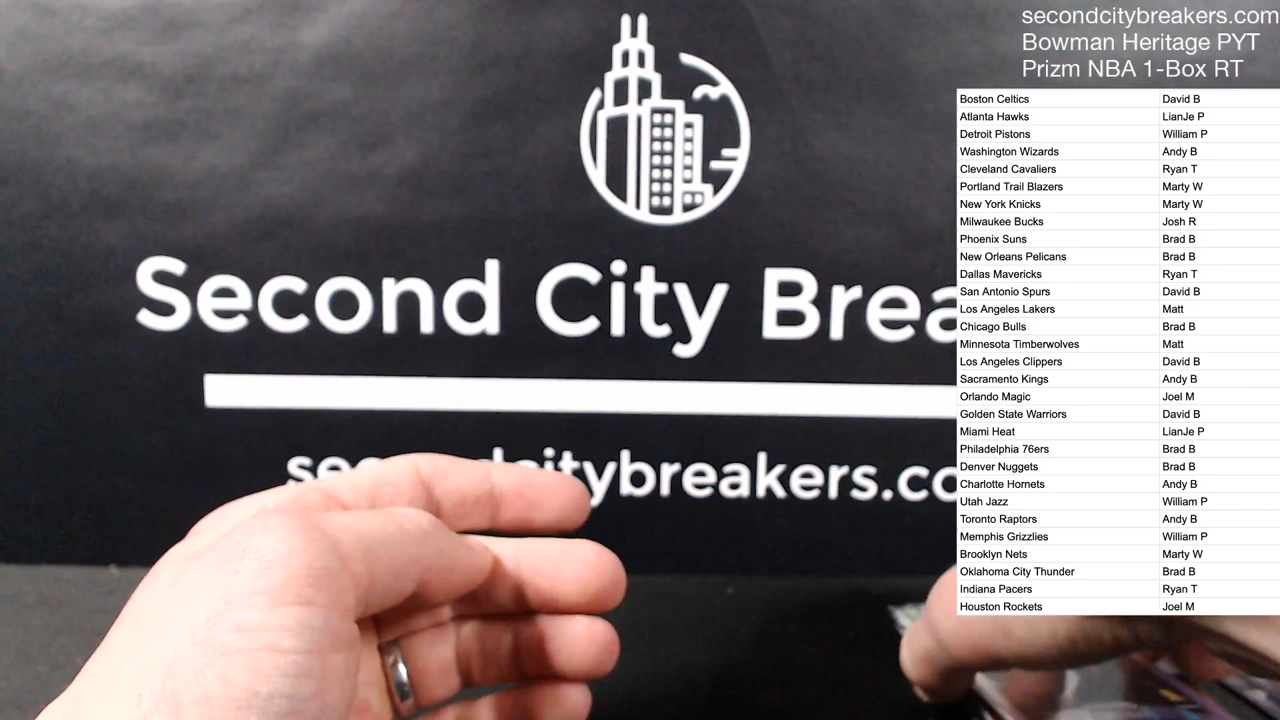 secondcitybreakers.com
Bowman Heritage PYT
Prizm NBA 1-Box RT
Second City Brea
secondcitybreakers.co
Boston Celtics David B
Atlanta Hawks LianJe P
Detroit Pistons William P
Washington Wizards Andy B
Cleveland Cavaliers Ryan T
Portland Trail Blazers Marty W
New York Knicks Marty W
Milwaukee Bucks Josh R
Phoenix Suns Brad B
New Orleans Pelicans Brad B
Dallas Mavericks Ryan T
San Antonio Spurs David B
Los Angeles Lakers Matt
Chicago Bulls Brad B
Minnesota Timberwolves Matt
Los Angeles Clippers David B
Sacramento Kings Andy B
Orlando Magic Joel M
Golden State Warriors David B
Miami Heat LianJe P
Philadelphia 76ers Brad B
Denver Nuggets Brad B
Charlotte Hornets Andy B
Utah Jazz William P
Toronto Raptors Andy B
Memphis Grizzlies William P
Brooklyn Nets Marty W
Oklahoma City Thunder Brad B
Indiana Pacers Ryan T
Houston Rockets Joel M